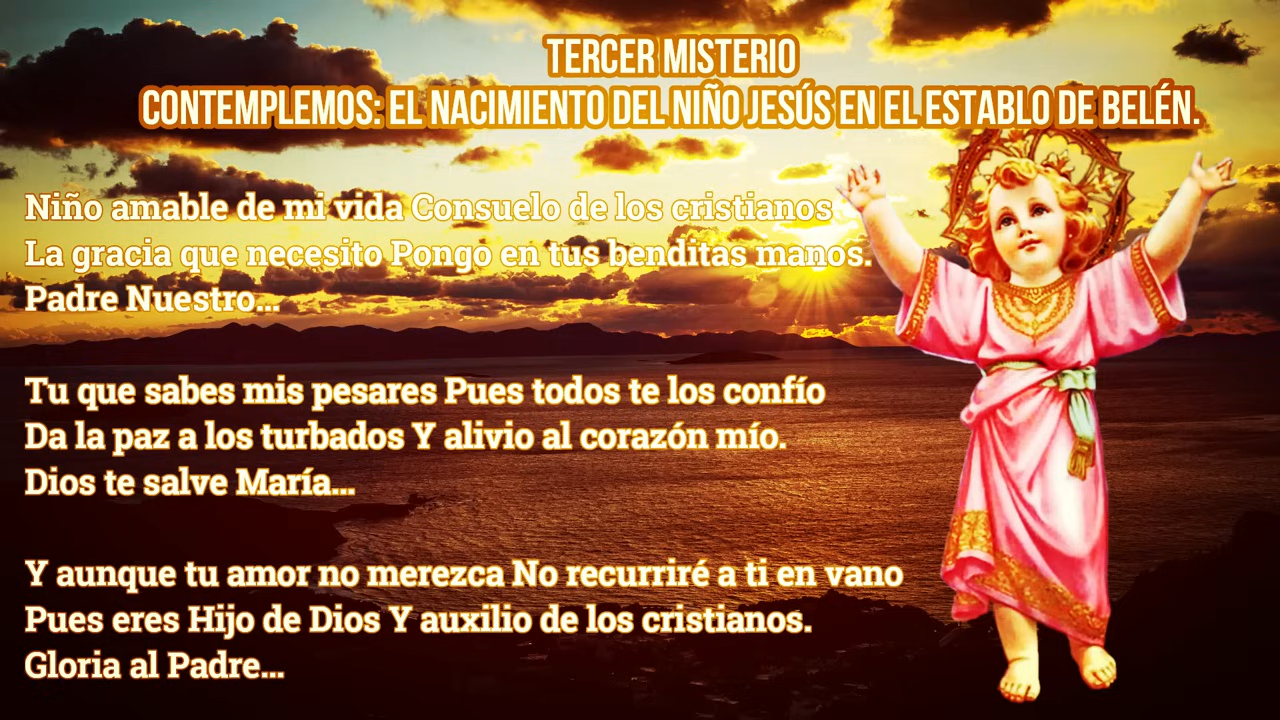 TERCER MISTERIO
CONTEMPLEMOS: EL NACIMIENTO DEL NIÑO JESÚS EN EL ESTABLO DE BELÉN.
Niño amable de mi vida Consuelo de los cristianos
La gracia que necesito Pongo en tus benditas manos.
Padre Nuestro...
Tu que sabes mis pesares Pues todos te los confío
Da la paz a los turbados Y alivio al corazón mío.
Dios te salve María...
Y aunque tu amor no merezca No recurriré a ti en vano
Pues eres Hijo de Dios Y auxilio de los cristianos.
Gloria al Padre...